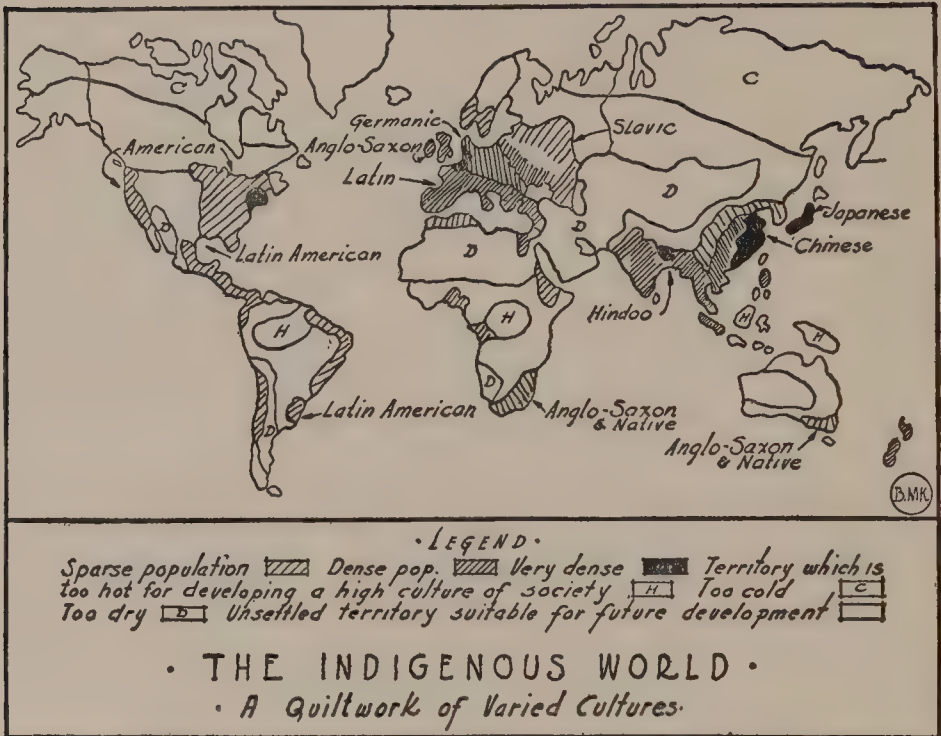 C
C
Germanic
Slavic
American
Anglo-Saxon
Latin
D
D
D
D
Japanese
Chinese
Latin American
Hindoo
H
H
H
H
D
D
Latin American
Anglo-Saxon
& Native
Anglo-Saxon
& Native
B.M.K
· LEGEND ·
Sparse population Dense pop. Very dense Territory which is
too hot for developing a high culture of society H Too cold C
Too dry D Unsettled territory suitable for future development
· THE INDIGENOUS WORLD ·
· A Quiltwork of Varied Cultures·